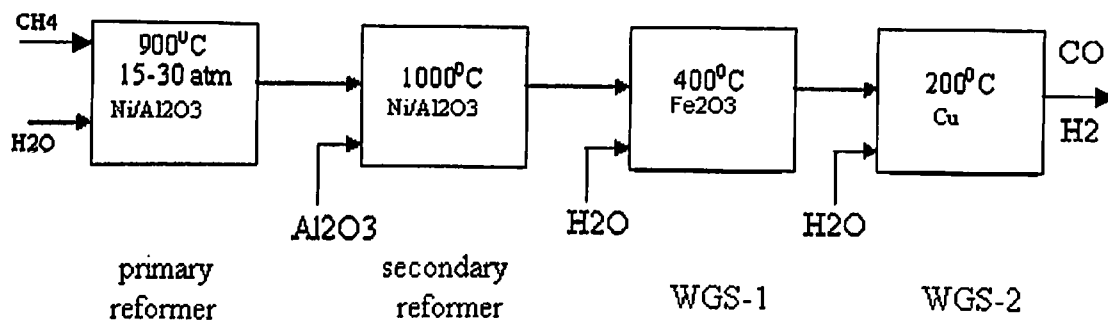 CH4
H2O
900⁰C
15-30 atm
Ni/Al2O3
1000⁰C
Ni/Al2O3
Al2O3
400⁰C
Fe2O3
H2O
200⁰C
Cu
H2O
CO
H2
primary
reformer
secondary
reformer
WGS-1
WGS-2